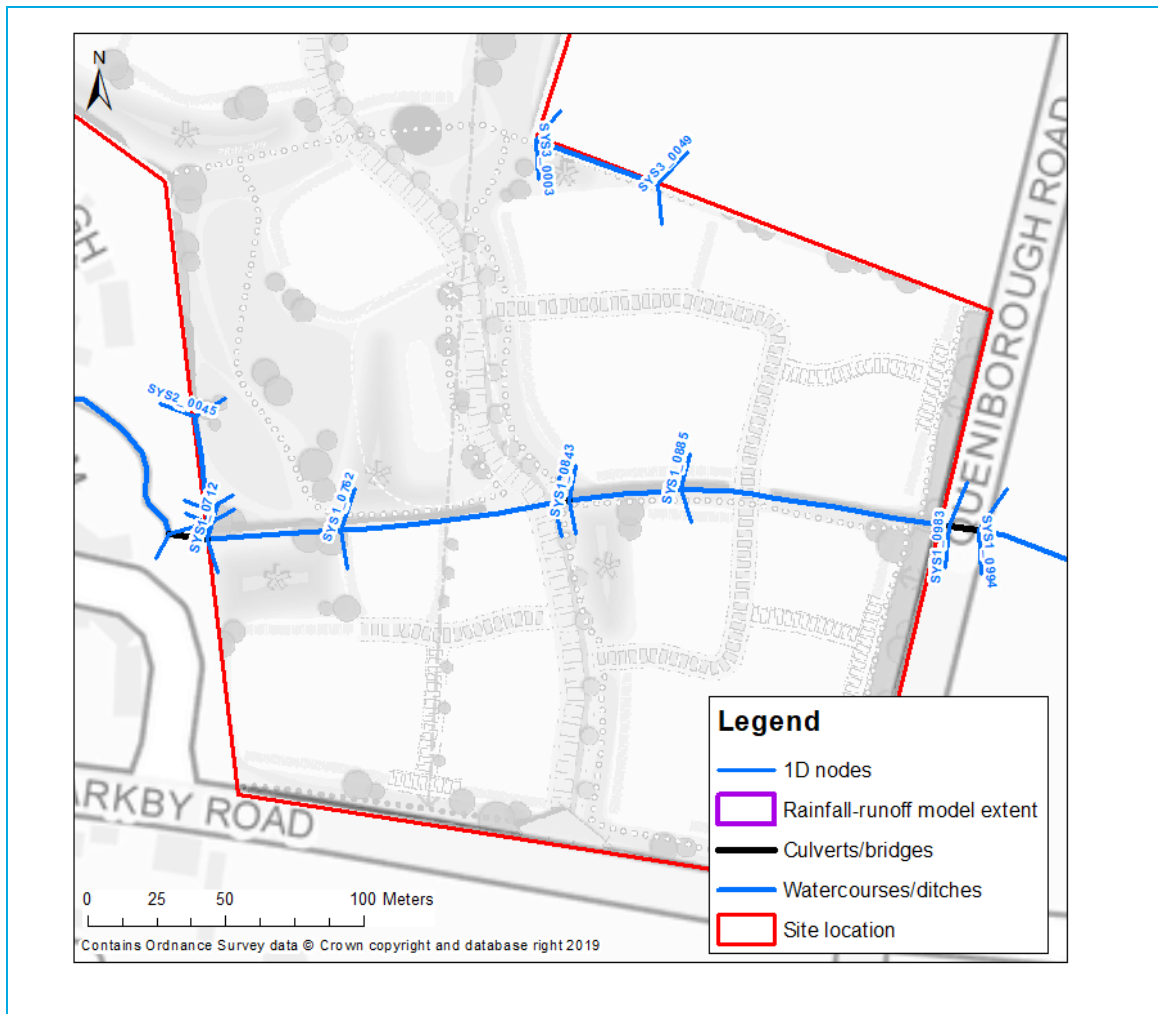 N
SYS3_0003
SYS3_0049
QUENIBOROUGH ROAD
GH
SYS2_0045
SYS1_0712
SYS1_0762
SYS1_0843
SYS1_0885
SYS1_0983
SYS1_0994
ARKBY ROAD
Legend
1D nodes
Rainfall-runoff model extent
Culverts/bridges
Watercourses/ditches
Site location
0 25 50 100 Meters
Contains Ordnance Survey data © Crown copyright and database right 2019